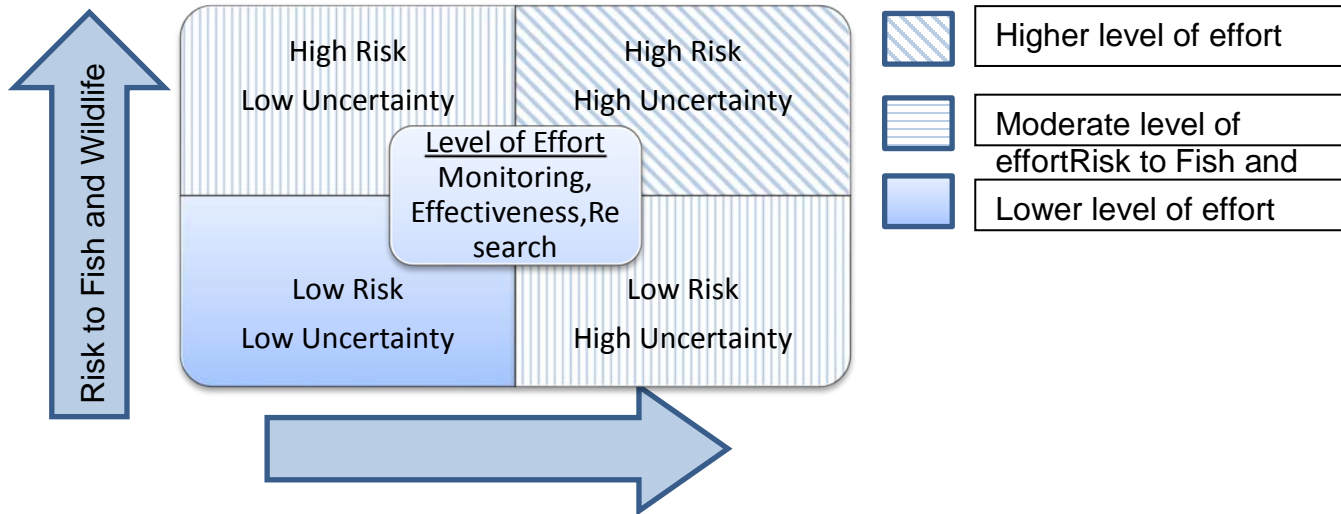 Risk to Fish and Wildlife
High Risk
Low Uncertainty
High Risk
High Uncertainty
Level of Effort
Monitoring,
Effectiveness,Re
search
Low Risk
Low Uncertainty
Low Risk
High Uncertainty
Higher level of effort
Moderate level of
effortRisk to Fish and
Lower level of effort